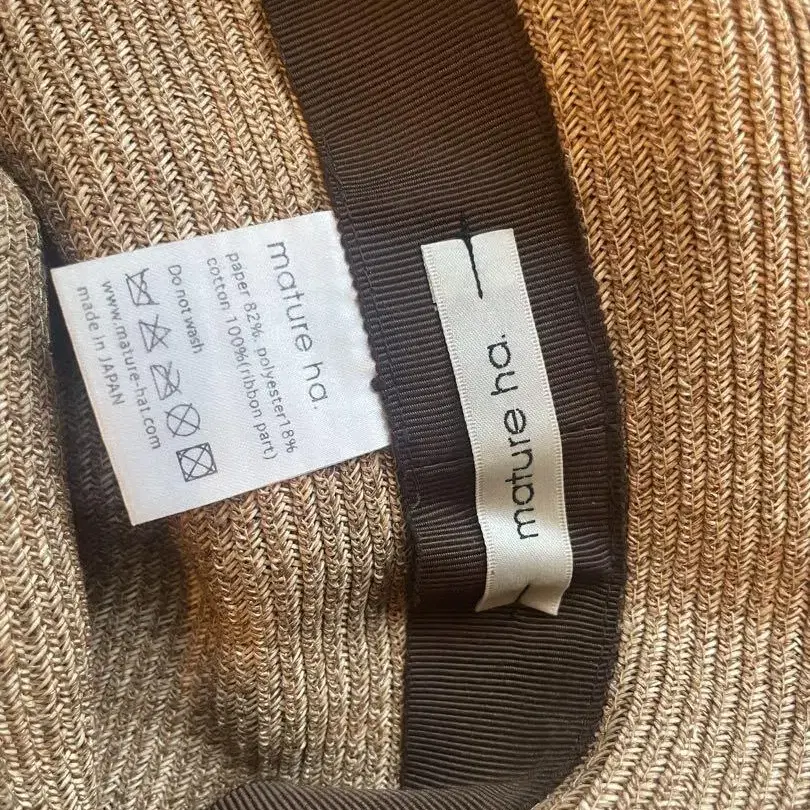 mature ha.
paper 82%. polyester18%
cotton 100%(ribbon part)
Do not wash
www.mature-hat.com
made in JAPAN
mature ha.